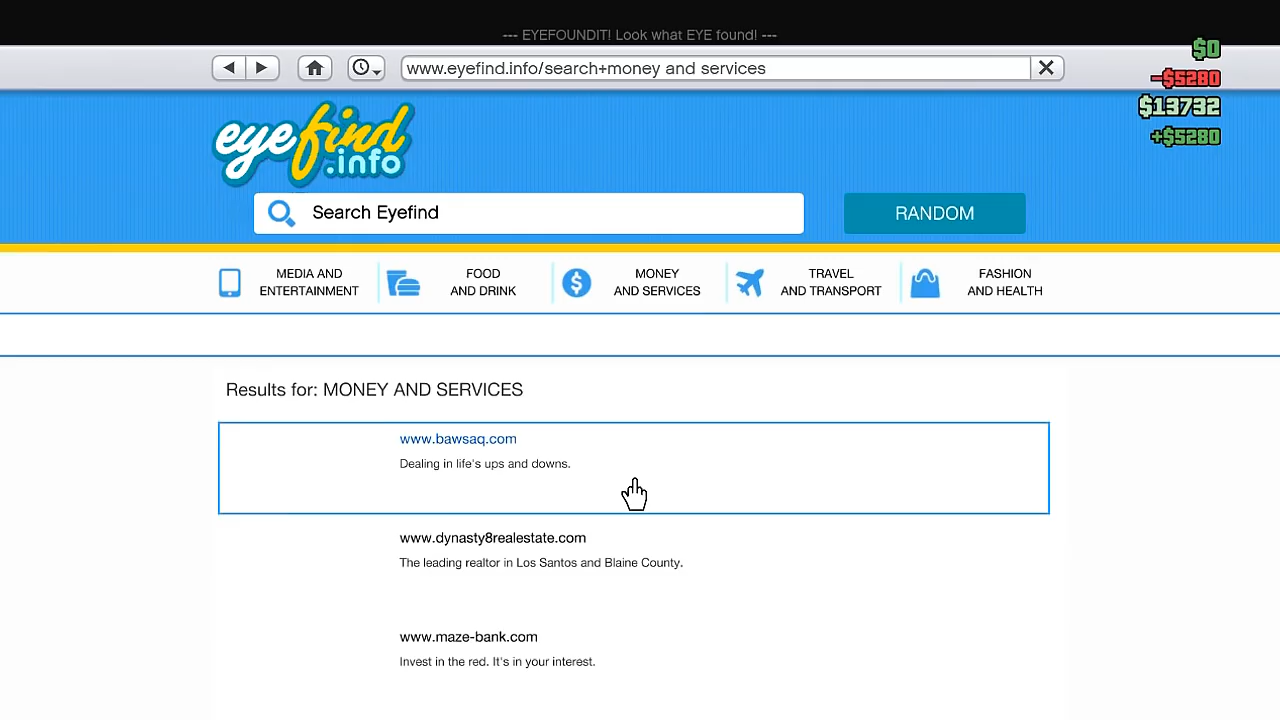 --- EYEFOUNDIT! Look what EYE found! ---
www.eyefind.info/search+money and services
$0
-$5280
$13732
+$5280
eyefind
.info
Search Eyefind
RANDOM
MEDIA AND
ENTERTAINMENT
FOOD
AND DRINK
MONEY
AND SERVICES
TRAVEL
AND TRANSPORT
FASHION
AND HEALTH
Results for: MONEY AND SERVICES
www.bawsaq.com
Dealing in life's ups and downs.
www.dynasty8realestate.com
The leading realtor in Los Santos and Blaine County.
www.maze-bank.com
Invest in the red. It's in your interest.